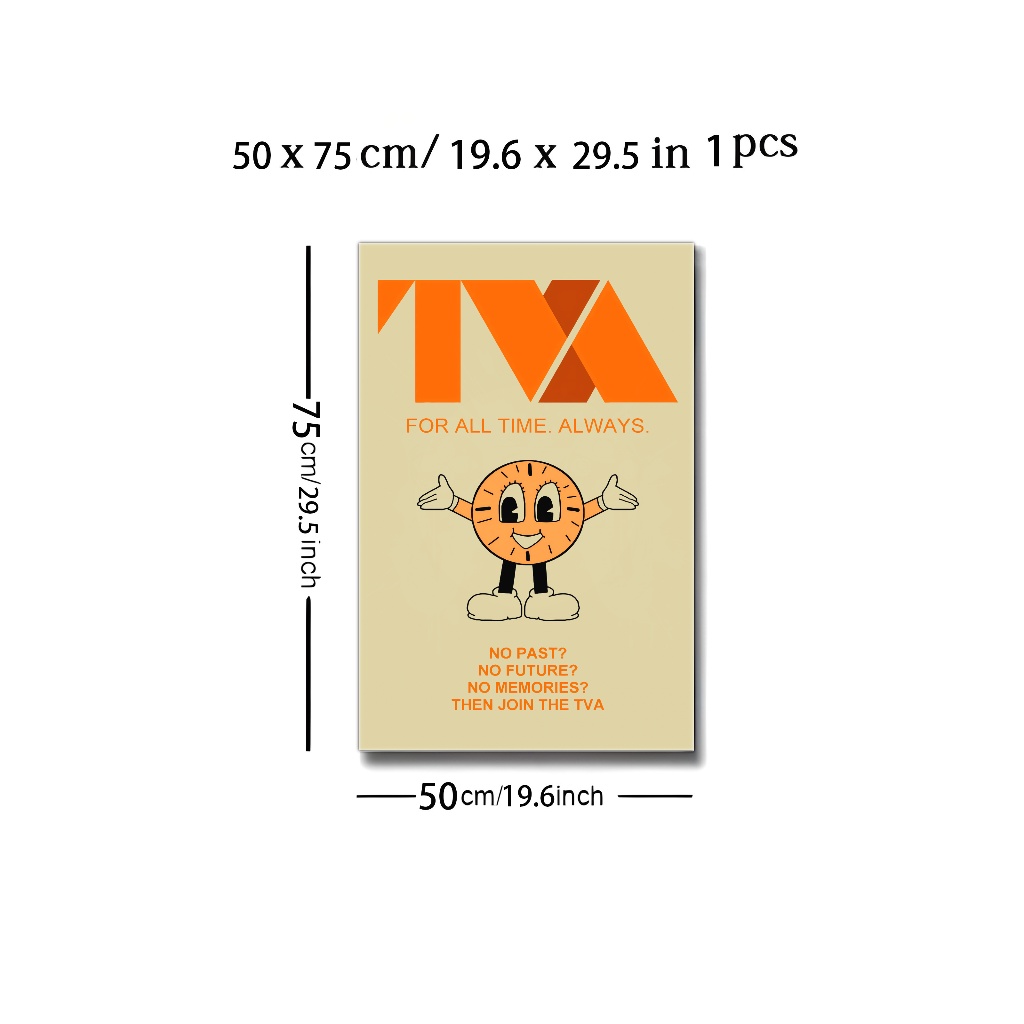 50 x 75 cm/ 19.6 x 29.5 in 1 pcs
TVA
FOR ALL TIME. ALWAYS.
75cm/29.5inch
NO PAST?
NO FUTURE?
NO MEMORIES?
THEN JOIN THE TVA
50cm/19.6inch